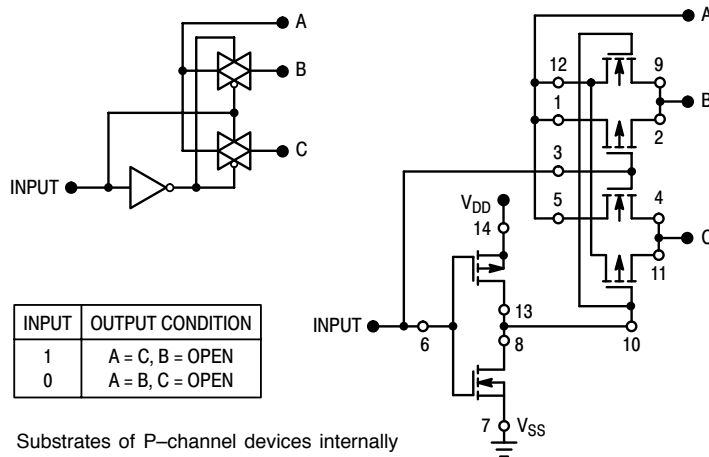 A
B
C
INPUT
A
12
9
B
1
2
3
5
4
C
11
VDD
14
INPUT
6
13
8
10
7
VSS
INPUT OUTPUT CONDITION
1 A = C, B = OPEN
0 A = B, C = OPEN
Substrates of P–channel devices internally